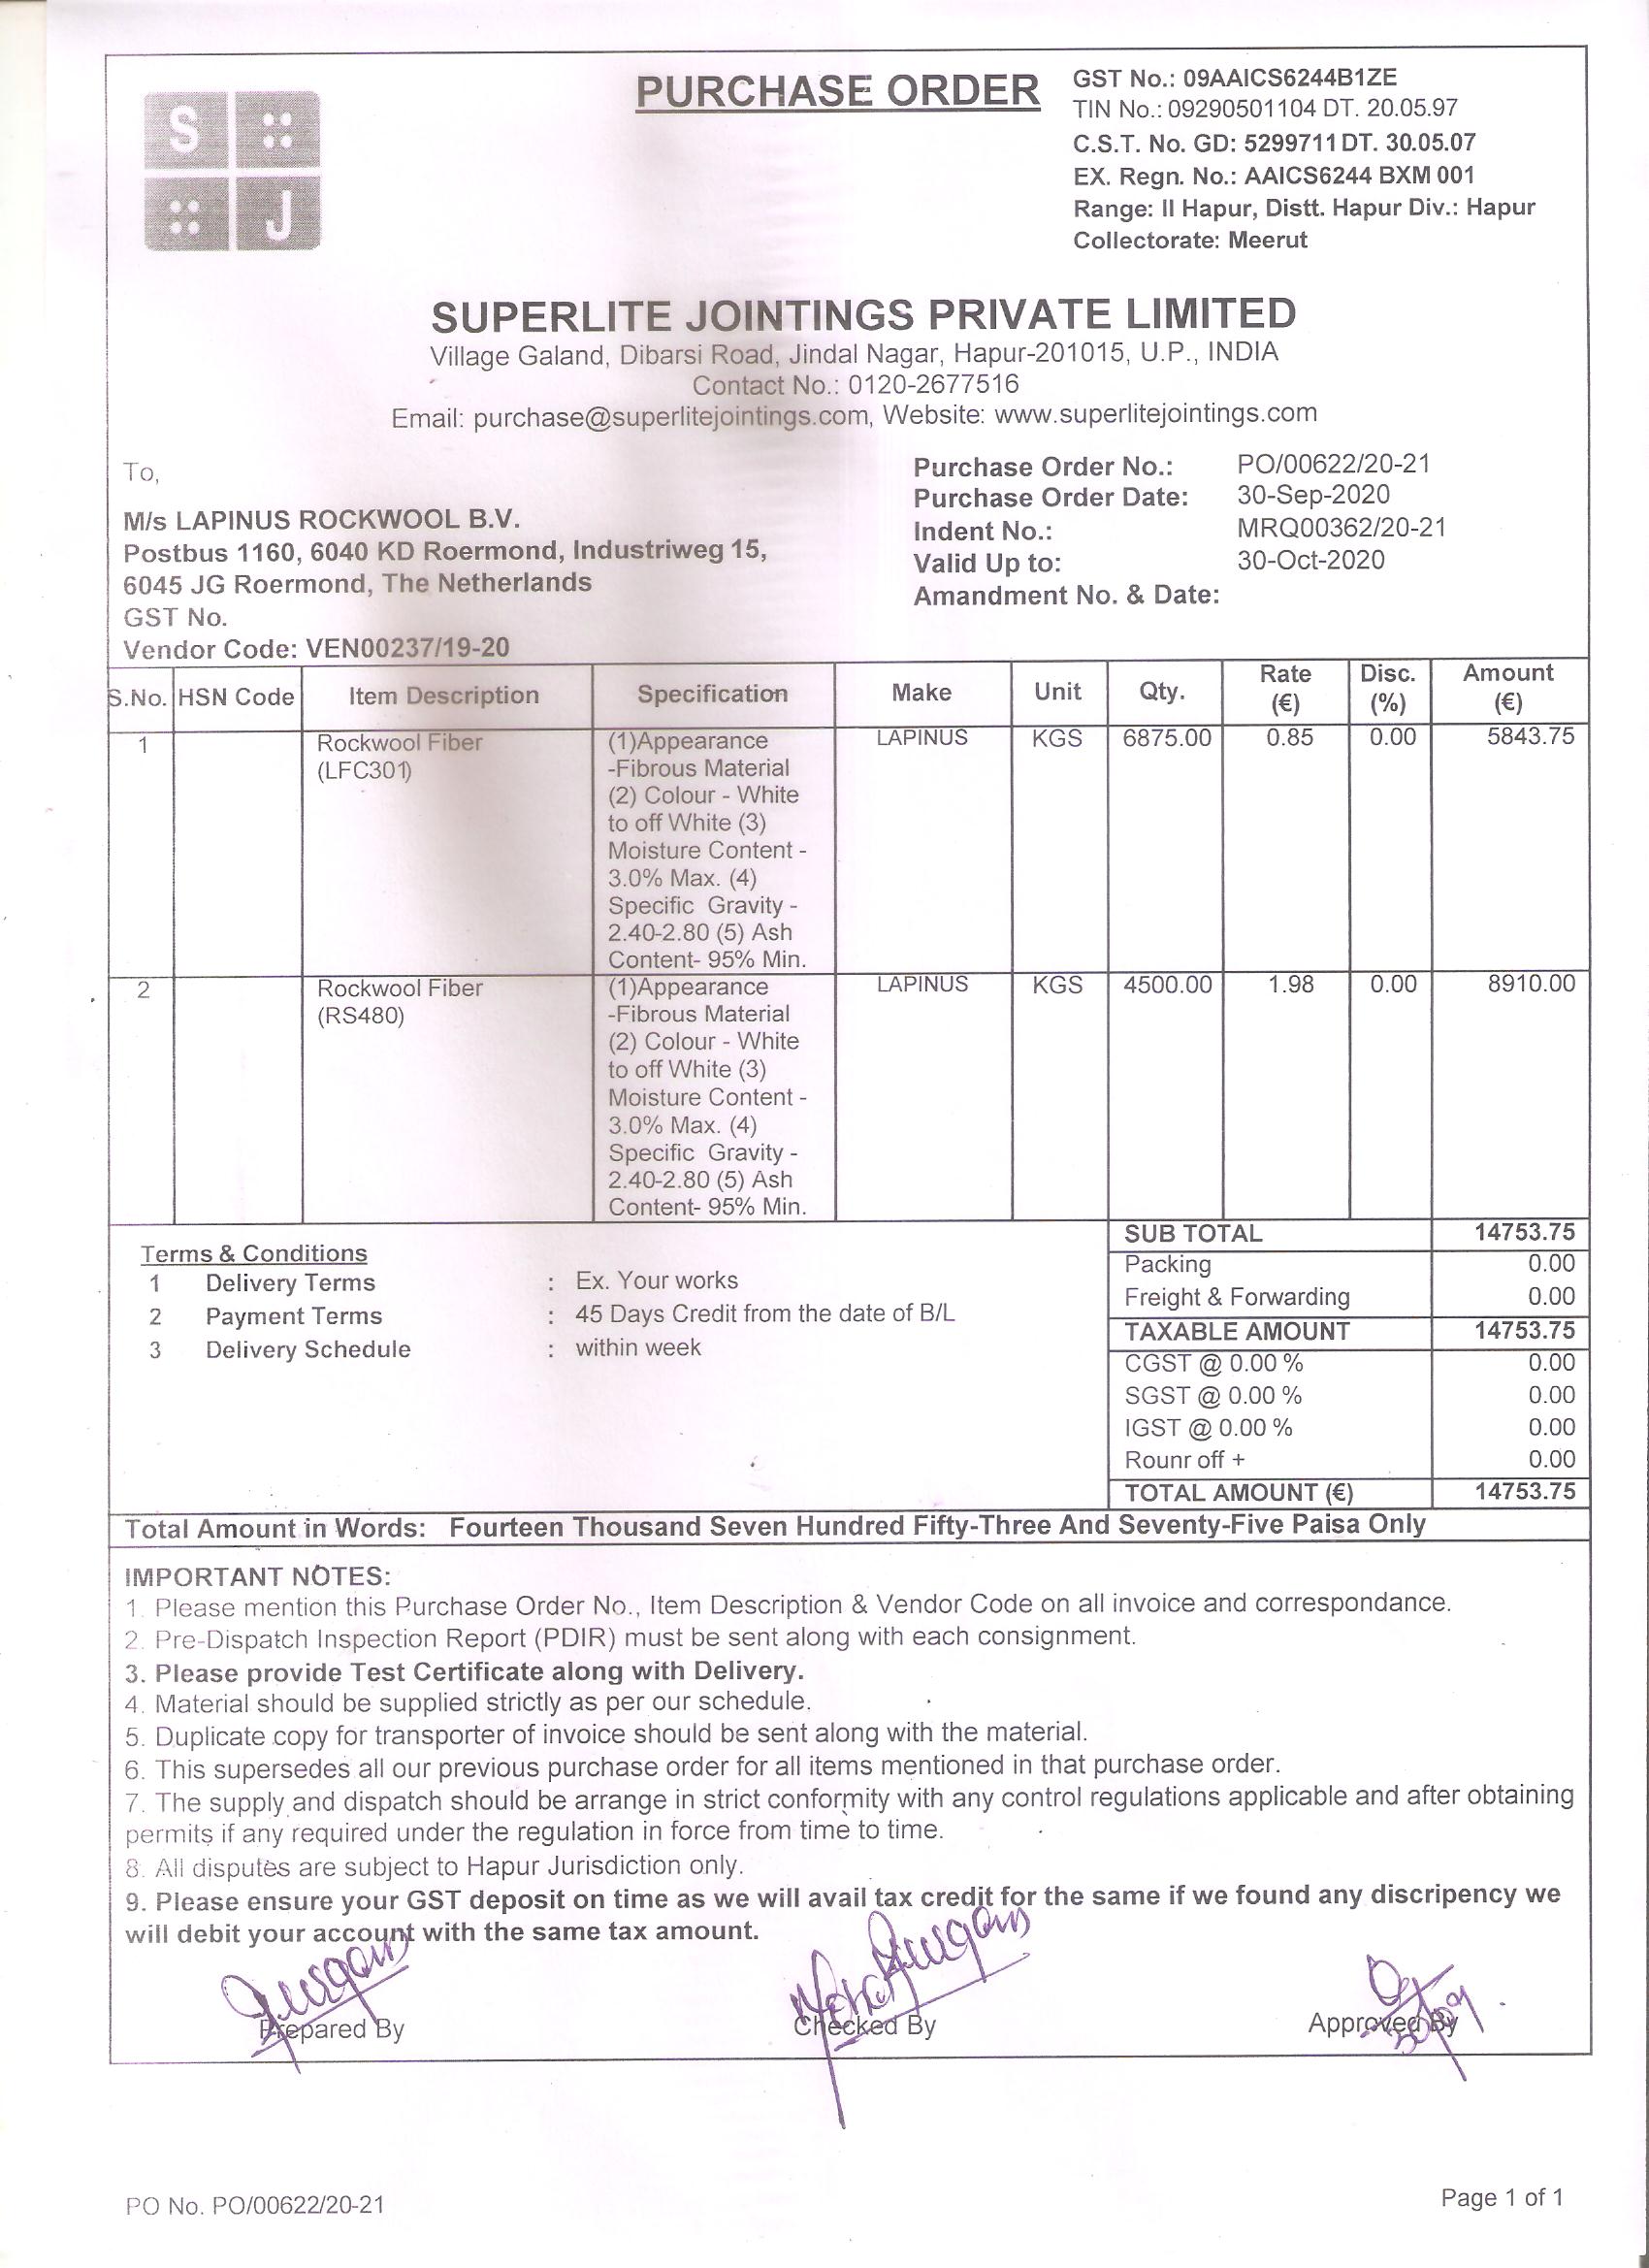 S
J
PURCHASE ORDER
GST No.: 09AAICS6244B1ZE
TIN No.: 09290501104 DT. 20.05.97
C.S.T. No. GD: 5299711 DT. 30.05.07
EX. Regn. No.: AAICS6244 BXM 001
Range: II Hapur, Distt. Hapur Div.: Hapur
Collectorate: Meerut
SUPERLITE JOINTINGS PRIVATE LIMITED
Village Galand, Dibarsi Road, Jindal Nagar, Hapur-201015, U.P., INDIA
Contact No.: 0120-2677516
Email: purchase@superlitejointings.com, Website: www.superlitejointings.com
To,
M/s LAPINUS ROCKWOOL B.V.
Postbus 1160, 6040 KD Roermond, Industriweg 15,
6045 JG Roermond, The Netherlands
GST No.
Vendor Code: VEN00237/19-20
Purchase Order No.: PO/00622/20-21
Purchase Order Date: 30-Sep-2020
Indent No.: MRQ00362/20-21
Valid Up to: 30-Oct-2020
Amandment No. & Date:
S.No. HSN Code Item Description Specification Make Unit Qty. Rate (€) Disc. (%) Amount (€)
1 Rockwool Fiber (1)Appearance LAPINUS KGS 6875.00 0.85 0.00 5843.75
(LFC301) -Fibrous Material
(2) Colour - White
to off White (3)
Moisture Content -
3.0% Max. (4)
Specific Gravity -
2.40-2.80 (5) Ash
Content- 95% Min.
2 Rockwool Fiber (1)Appearance LAPINUS KGS 4500.00 1.98 0.00 8910.00
(RS480) -Fibrous Material
(2) Colour - White
to off White (3)
Moisture Content -
3.0% Max. (4)
Specific Gravity -
2.40-2.80 (5) Ash
Content- 95% Min.
Terms & Conditions
1 Delivery Terms : Ex. Your works
2 Payment Terms : 45 Days Credit from the date of B/L
3 Delivery Schedule : within week
SUB TOTAL 14753.75
Packing 0.00
Freight & Forwarding 0.00
TAXABLE AMOUNT 14753.75
CGST @ 0.00 % 0.00
SGST @ 0.00 % 0.00
IGST @ 0.00 % 0.00
Rounr off + 0.00
TOTAL AMOUNT (€) 14753.75
Total Amount in Words: Fourteen Thousand Seven Hundred Fifty-Three And Seventy-Five Paisa Only
IMPORTANT NOTES:
1. Please mention this Purchase Order No., Item Description & Vendor Code on all invoice and correspondance.
2. Pre-Dispatch Inspection Report (PDIR) must be sent along with each consignment.
3. Please provide Test Certificate along with Delivery.
4. Material should be supplied strictly as per our schedule.
5. Duplicate copy for transporter of invoice should be sent along with the material.
6. This supersedes all our previous purchase order for all items mentioned in that purchase order.
7. The supply and dispatch should be arrange in strict conformity with any control regulations applicable and after obtaining
permits if any required under the regulation in force from time to time.
8. All disputes are subject to Hapur Jurisdiction only.
9. Please ensure your GST deposit on time as we will avail tax credit for the same if we found any discripency we
will debit your account with the same tax amount.
Prepared By Checked By Approved By
PO No. PO/00622/20-21
Page 1 of 1